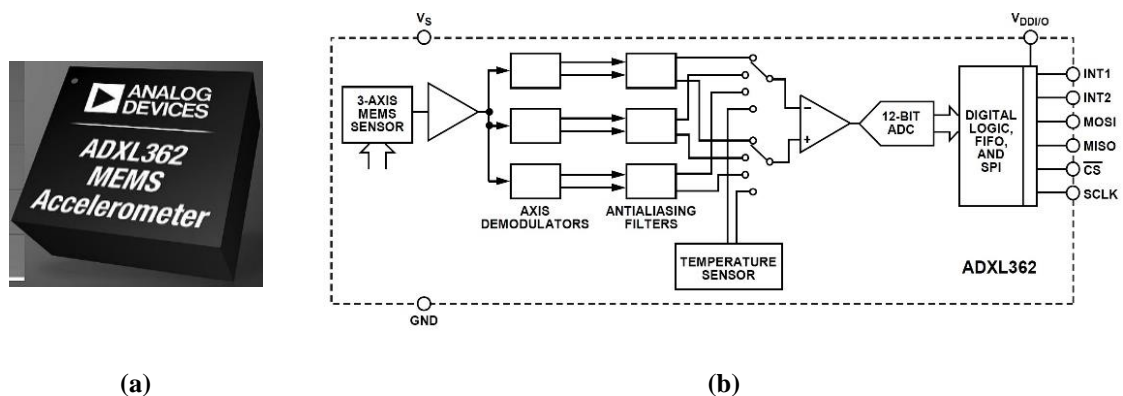 ANALOG
DEVICES
ADXL362
MEMS
Accelerometer
(a)
VS
VDDI/O
3-AXIS
MEMS
SENSOR
AXIS
DEMODULATORS
ANTIALIASING
FILTERS
TEMPERATURE
SENSOR
−
+
12-BIT
ADC
DIGITAL
LOGIC,
FIFO,
AND
SPI
INT1
INT2
MOSI
MISO
CS
SCLK
ADXL362
GND
(b)